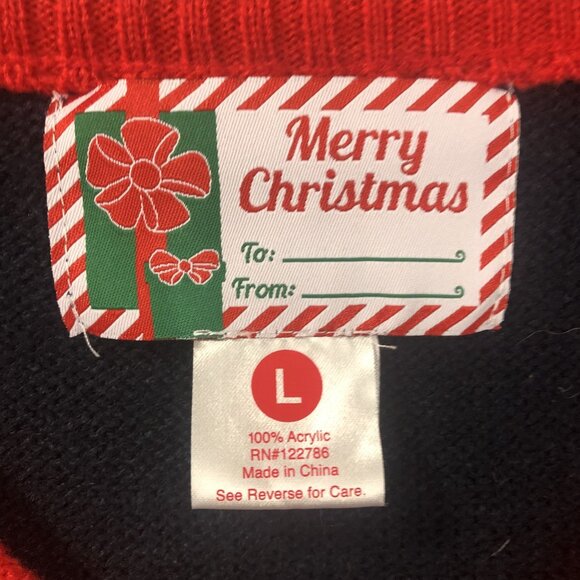 Merry
Christmas
To:
From:
L
100% Acrylic
RN#122786
Made in China
See Reverse for Care.